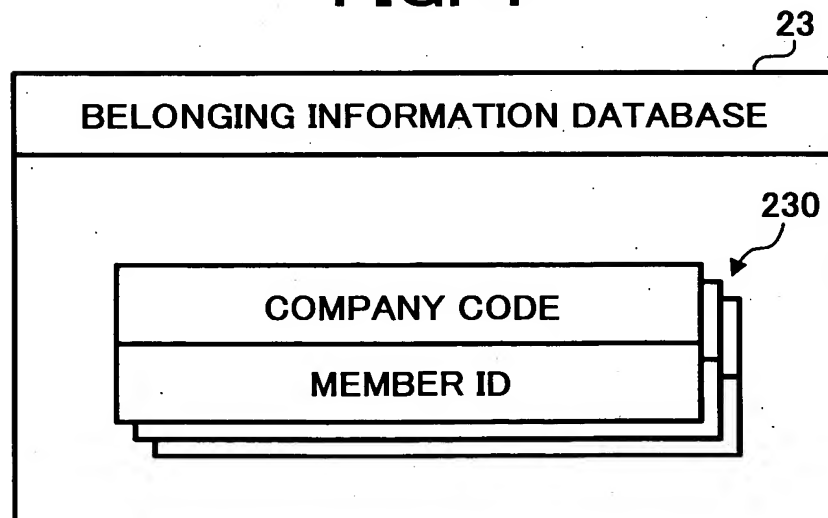 23
BELONGING INFORMATION DATABASE
230
COMPANY CODE
MEMBER ID